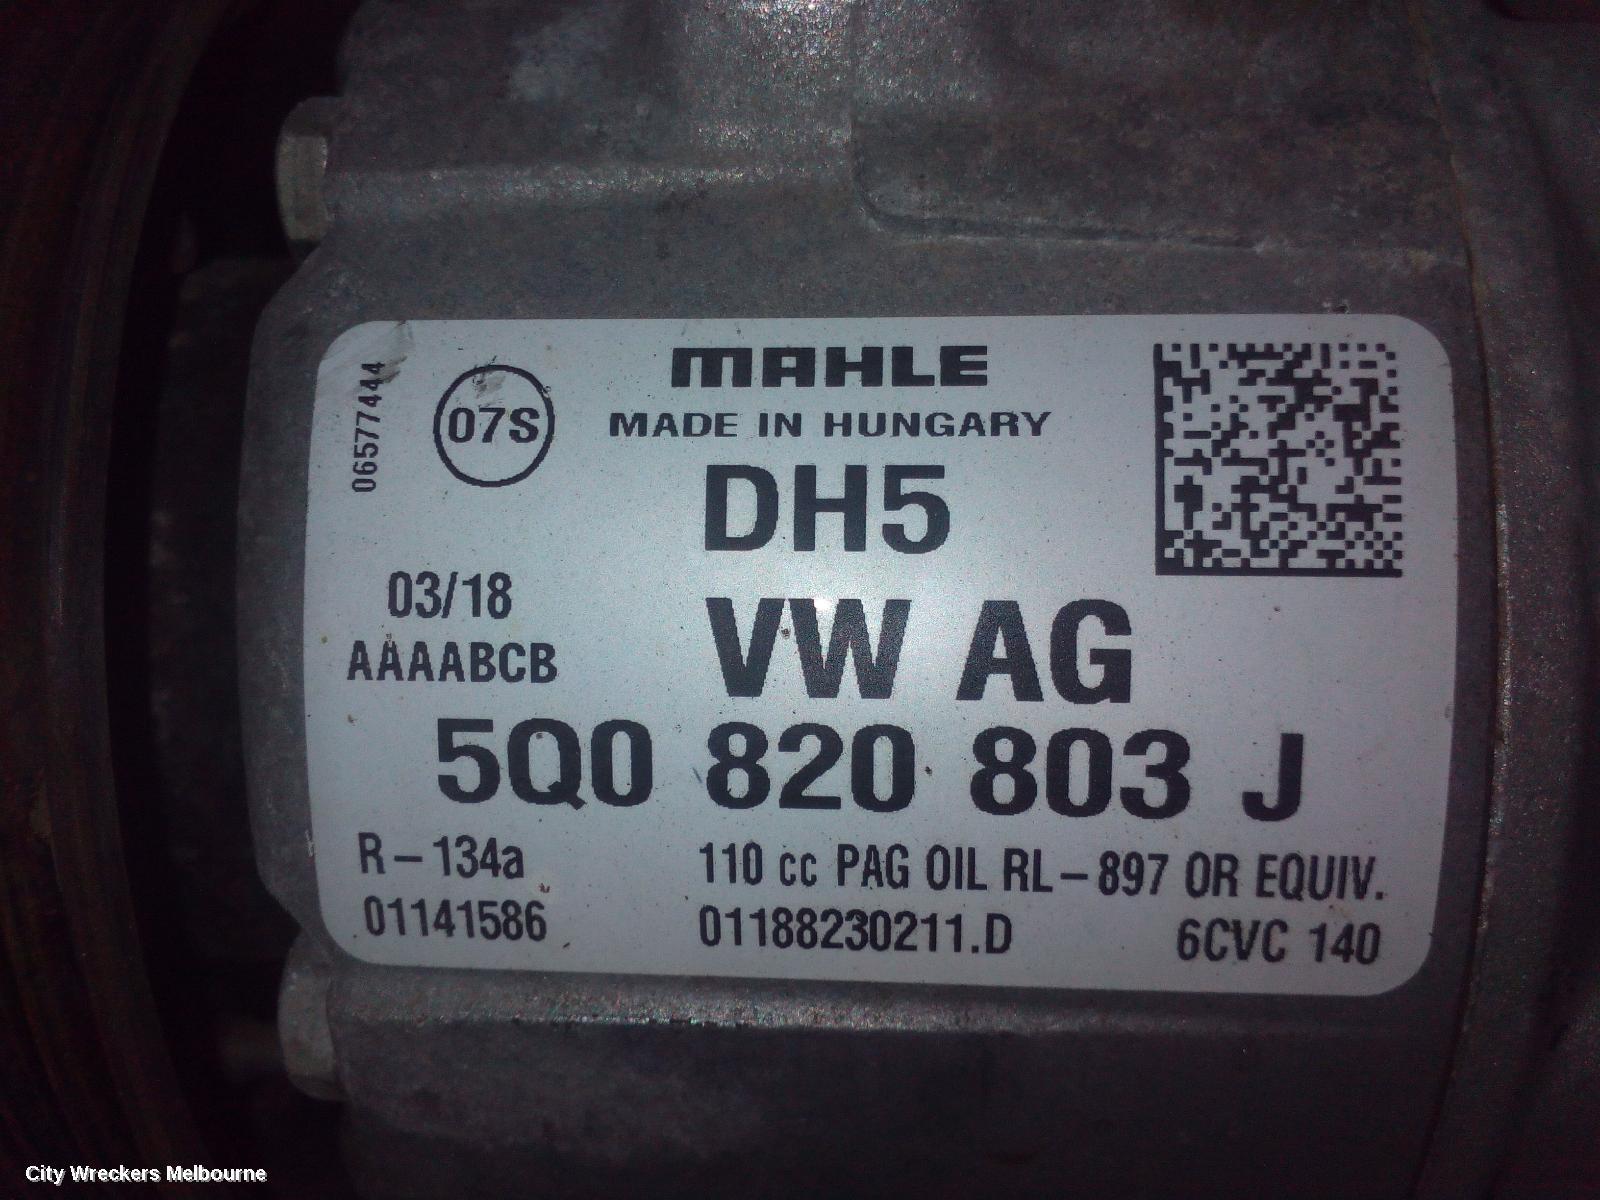 06577444
07S
MAHLE
MADE IN HUNGARY
DH5
03/18
AAAABCB
VW AG
5Q0 820 803 J
R-134a
110 cc PAG OIL RL-897 OR EQUIV.
01141586
01188230211.D
6CVC 140
City Wreckers Melbourne